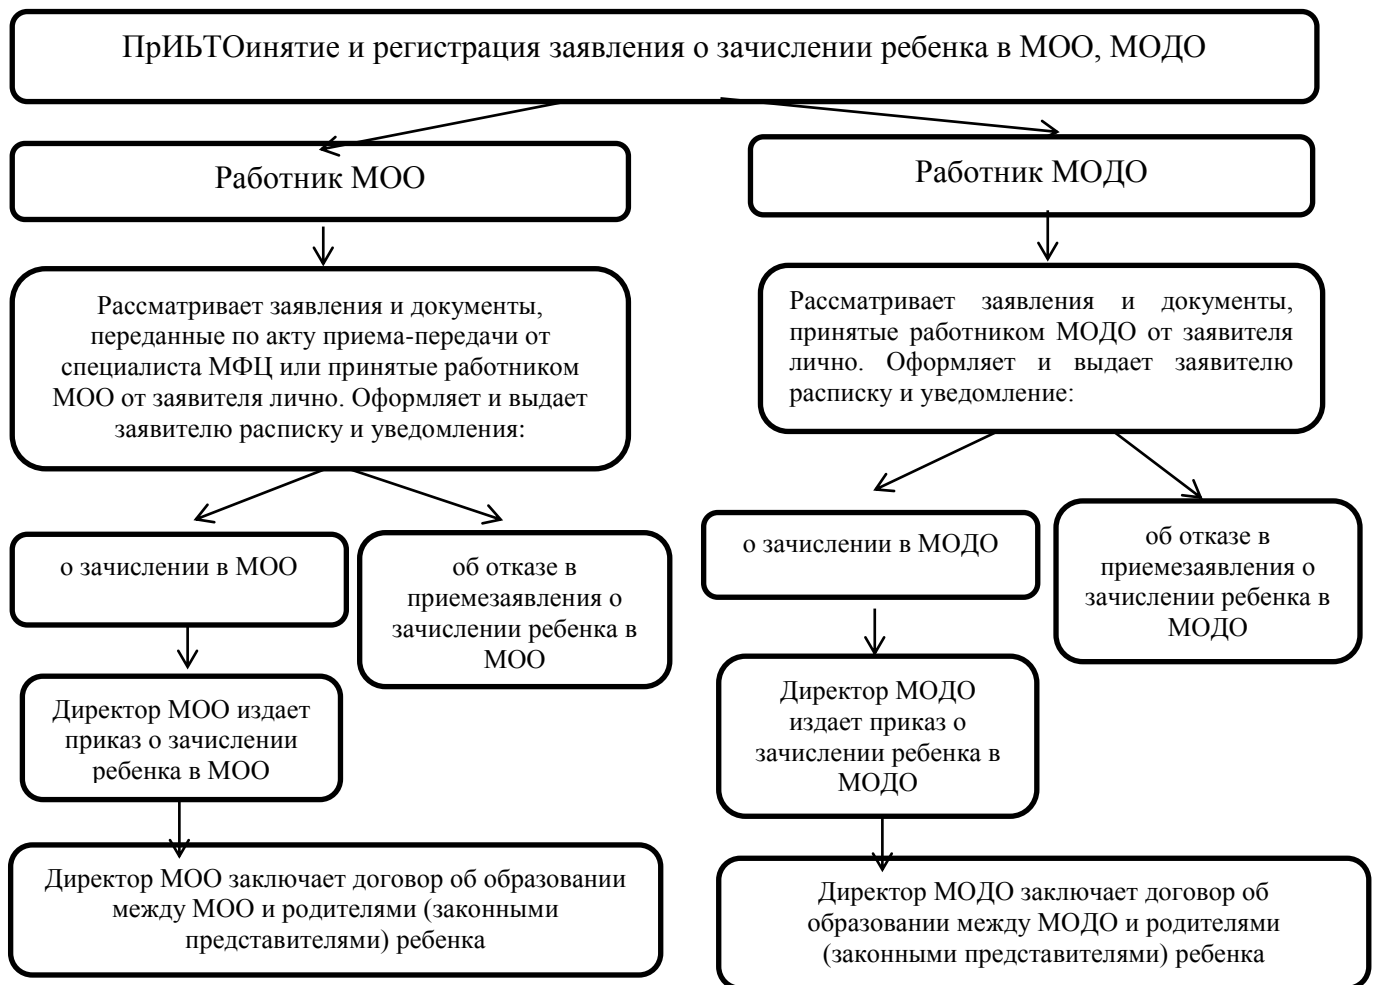 ПрИЬТОинятие и регистрация заявления о зачислении ребенка в МОО, МОДО
Работник МОО
Работник МОДО
Рассматривает заявления и документы,
переданные по акту приема-передачи от
специалиста МФЦ или принятые работником
МОО от заявителя лично. Оформляет и выдает
заявителю расписку и уведомления:
Рассматривает заявления и документы,
принятые работником МОДО от заявителя
лично. Оформляет и выдает заявителю
расписку и уведомление:
о зачислении в МОО
об отказе в
приемезаявления о
зачислении ребенка в
МОО
о зачислении в МОДО
об отказе в
приемезаявления о
зачислении ребенка в
МОДО
Директор МОО издает
приказ о зачислении
ребенка в МОО
Директор МОДО
издает приказ о
зачислении ребенка в
МОДО
Директор МОО заключает договор об образовании
между МОО и родителями (законными
представителями) ребенка
Директор МОДО заключает договор об
образовании между МОДО и родителями
(законными представителями) ребенка